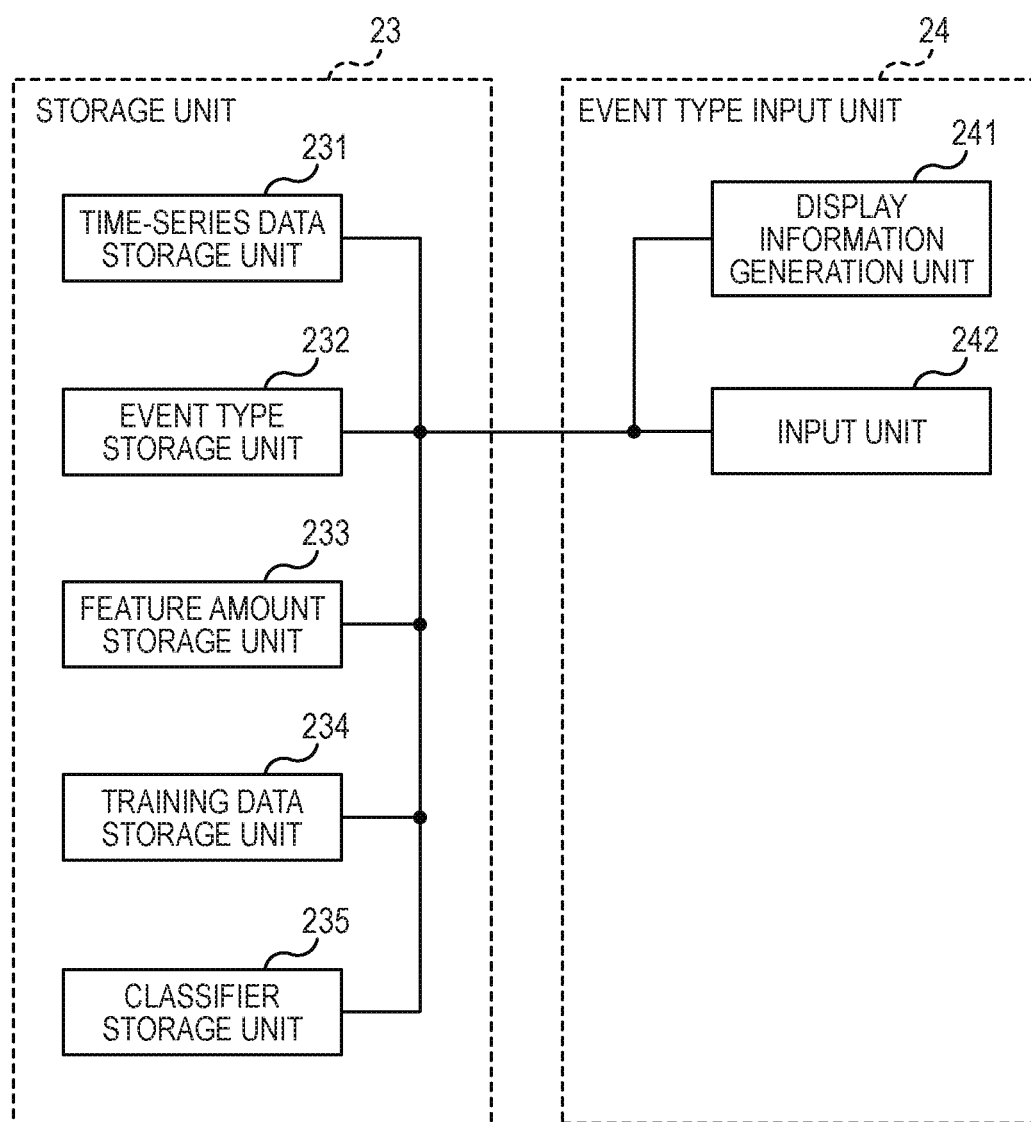 23
STORAGE UNIT
231
TIME-SERIES DATA
STORAGE UNIT
232
EVENT TYPE
STORAGE UNIT
233
FEATURE AMOUNT
STORAGE UNIT
234
TRAINING DATA
STORAGE UNIT
235
CLASSIFIER
STORAGE UNIT
24
EVENT TYPE INPUT UNIT
241
DISPLAY
INFORMATION
GENERATION UNIT
242
INPUT UNIT